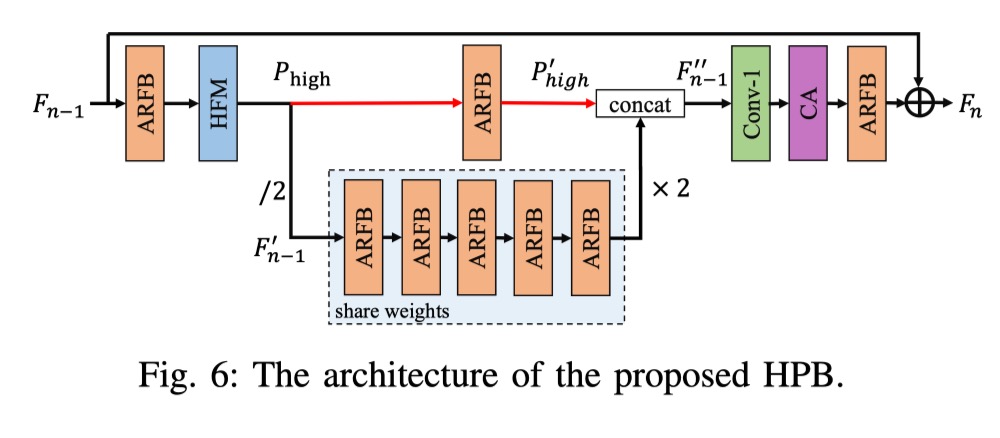 F_{n-1}
ARFB
HFM
P_{high}
ARFB
P'_{high}
concat
F''_{n-1}
Conv-1
CA
ARFB
F_n
/2
× 2
F'_{n-1}
ARFB
ARFB
ARFB
ARFB
ARFB
share weights
Fig. 6: The architecture of the proposed HPB.